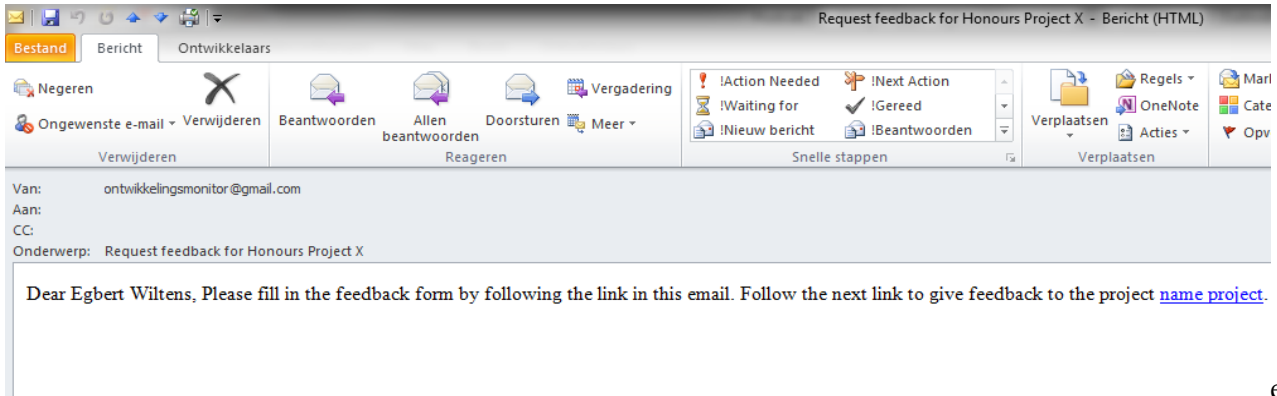 Request feedback for Honours Project X - Bericht (HTML)
Bestand Bericht Ontwikkelaars
Negeren
Ongewenste e-mail
Verwijderen
Verwijderen
Beantwoorden
Allen
beantwoorden
Doorsturen
Vergadering
Meer
Reageren
!Action Needed !Next Action
!Waiting for !Gereed
!Nieuw bericht !Beantwoorden
Snelle stappen
Verplaatsen
Regels
OneNote
Acties
Verplaatsen
Van: ontwikkelingsmonitor@gmail.com
Aan:
CC:
Onderwerp: Request feedback for Honours Project X
Dear Egbert Wiltens, Please fill in the feedback form by following the link in this email. Follow the next link to give feedback to the project name project.